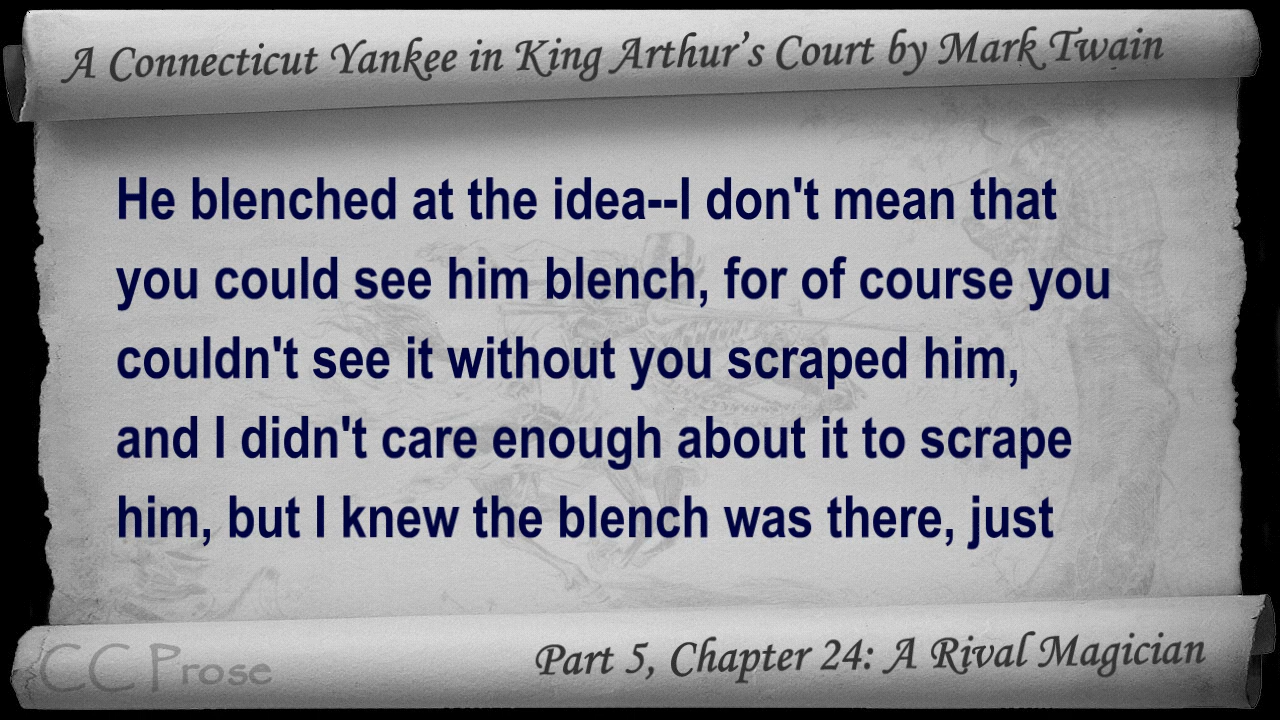 A Connecticut Yankee in King Arthur's Court by Mark Twain
He blenched at the idea--I don't mean that
you could see him blench, for of course you
couldn't see it without you scraped him,
and I didn't care enough about it to scrape
him, but I knew the blench was there, just
CC Prose
Part 5, Chapter 24: A Rival Magician